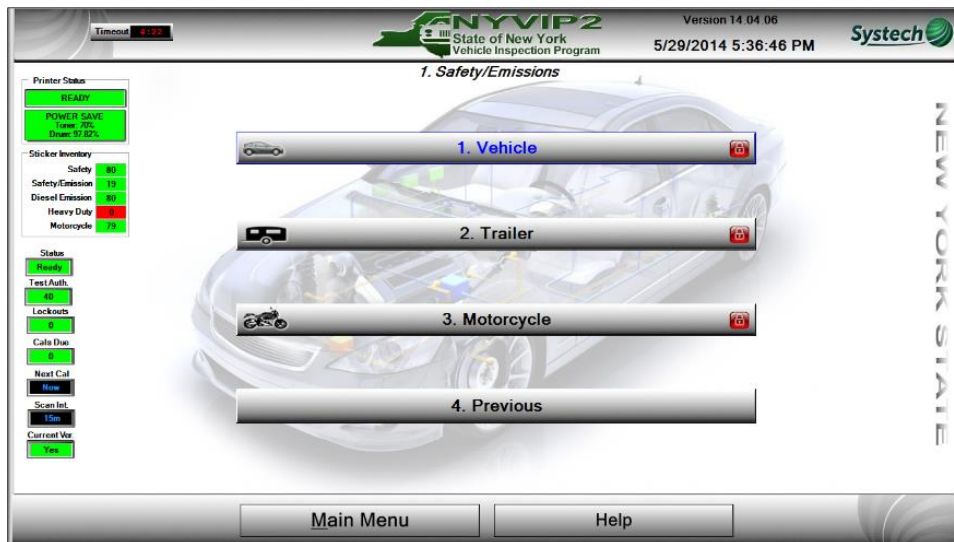 Timeout 4:22
NYVIP2
State of New York
Vehicle Inspection Program
Version 14.04.06
5/29/2014 5:36:46 PM
Systech
1. Safety/Emissions
Printer Status
READY
POWER SAVE
Toner: 70%
Drum: 97.82%
Sticker Inventory
Safety 80
Safety/Emission 19
Diesel Emission 80
Heavy Duty 0
Motorcycle 79
Status
Ready
Test Auth.
40
Lockouts
0
Cals Due
0
Next Cal
Now
Scan Int.
15m
Current Ver.
Yes
1. Vehicle
2. Trailer
3. Motorcycle
4. Previous
NEW YORK STATE
Main Menu
Help